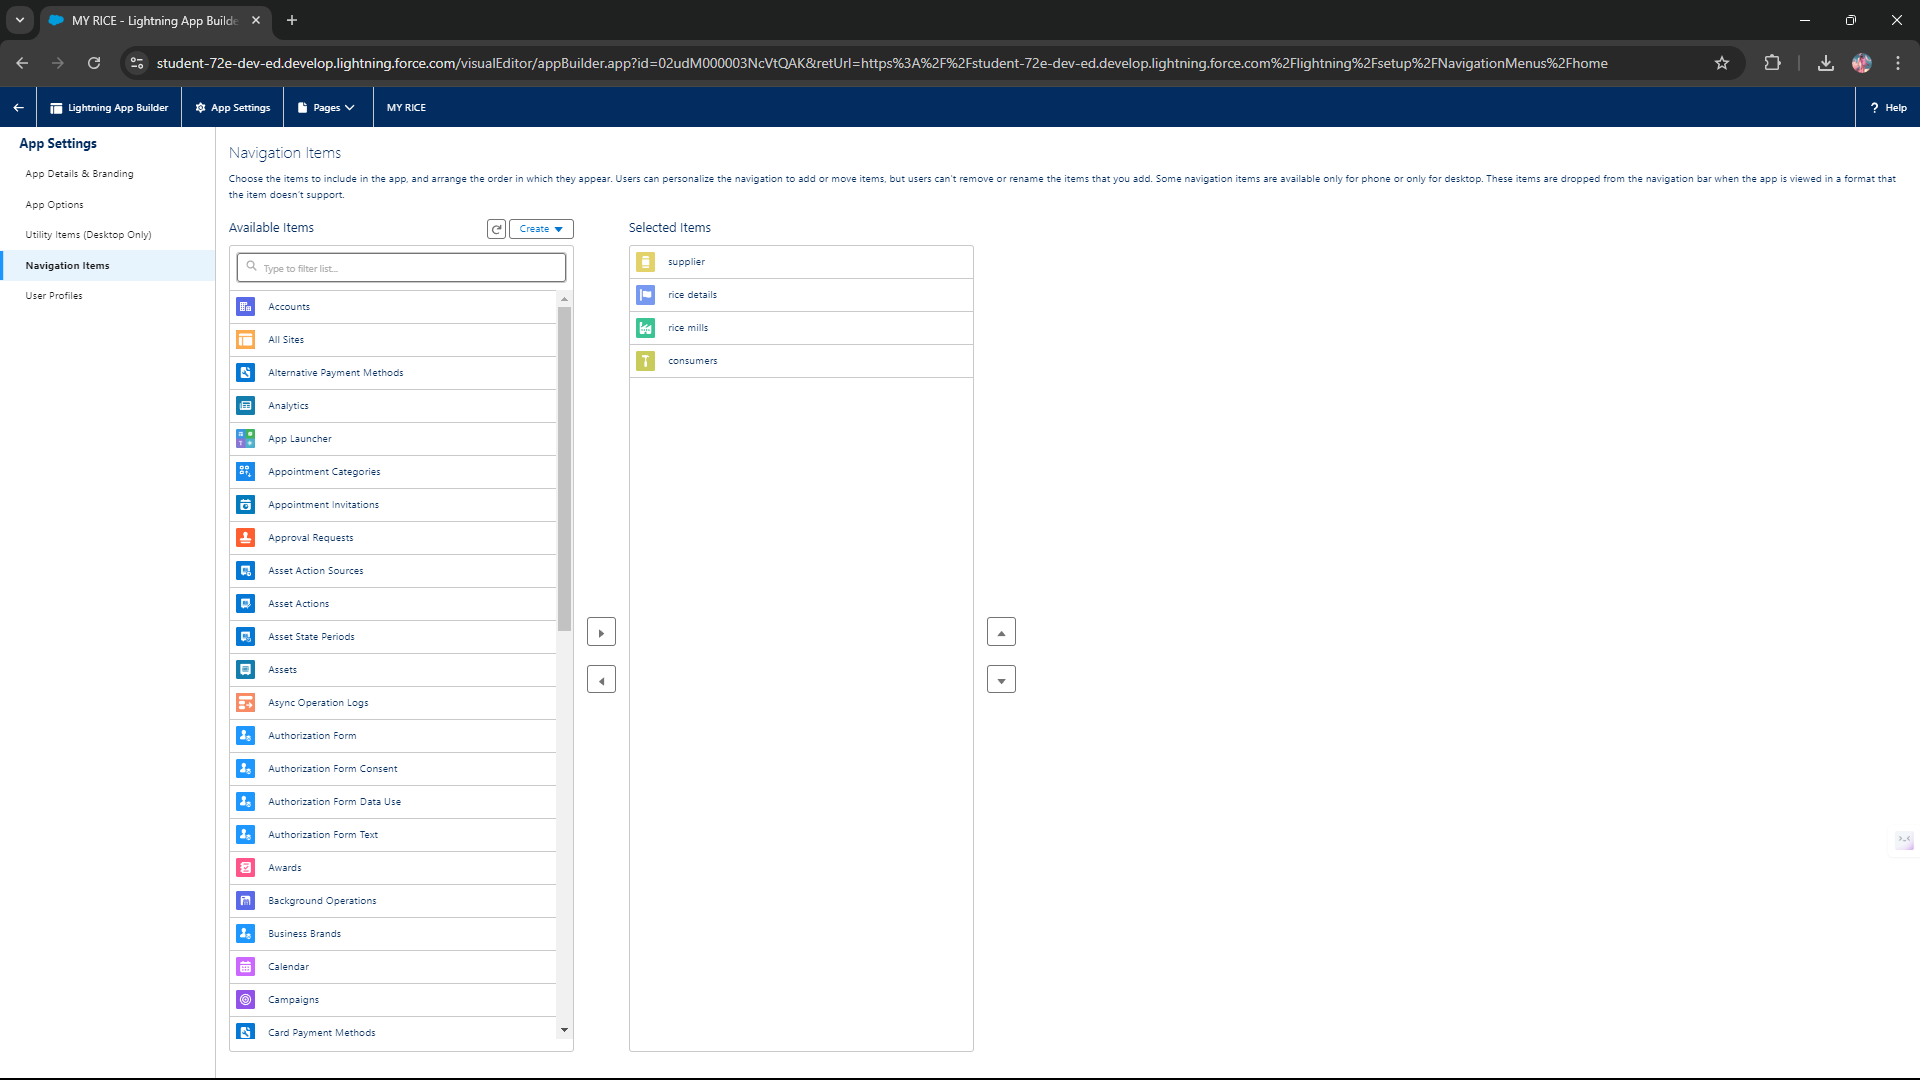 MY RICE - Lightning App Builde
student-72e-dev-ed.develop.lightning.force.com/visualEditor/appBuilder.app?id=02udM000003NcVtQAK&retUrl=https%3A%2F%2Fstudent-72e-dev-ed.develop.lightning.force.com%2Flightning%2Fsetup%2FNavigationMenus%2Fhome
Lightning App Builder
App Settings
Pages
MY RICE
? Help
App Settings
App Details & Branding
App Options
Utility Items (Desktop Only)
Navigation Items
User Profiles
Navigation Items
Choose the items to include in the app, and arrange the order in which they appear. Users can personalize the navigation to add or move items, but users can't remove or rename the items that you add. Some navigation items are available only for phone or only for desktop. These items are dropped from the navigation bar when the app is viewed in a format that
the item doesn't support.
Available Items
Create
Type to filter list...
Accounts
All Sites
Alternative Payment Methods
Analytics
App Launcher
Appointment Categories
Appointment Invitations
Approval Requests
Asset Action Sources
Asset Actions
Asset State Periods
Assets
Async Operation Logs
Authorization Form
Authorization Form Consent
Authorization Form Data Use
Authorization Form Text
Awards
Background Operations
Business Brands
Calendar
Campaigns
Card Payment Methods
Selected Items
supplier
rice details
rice mills
consumers